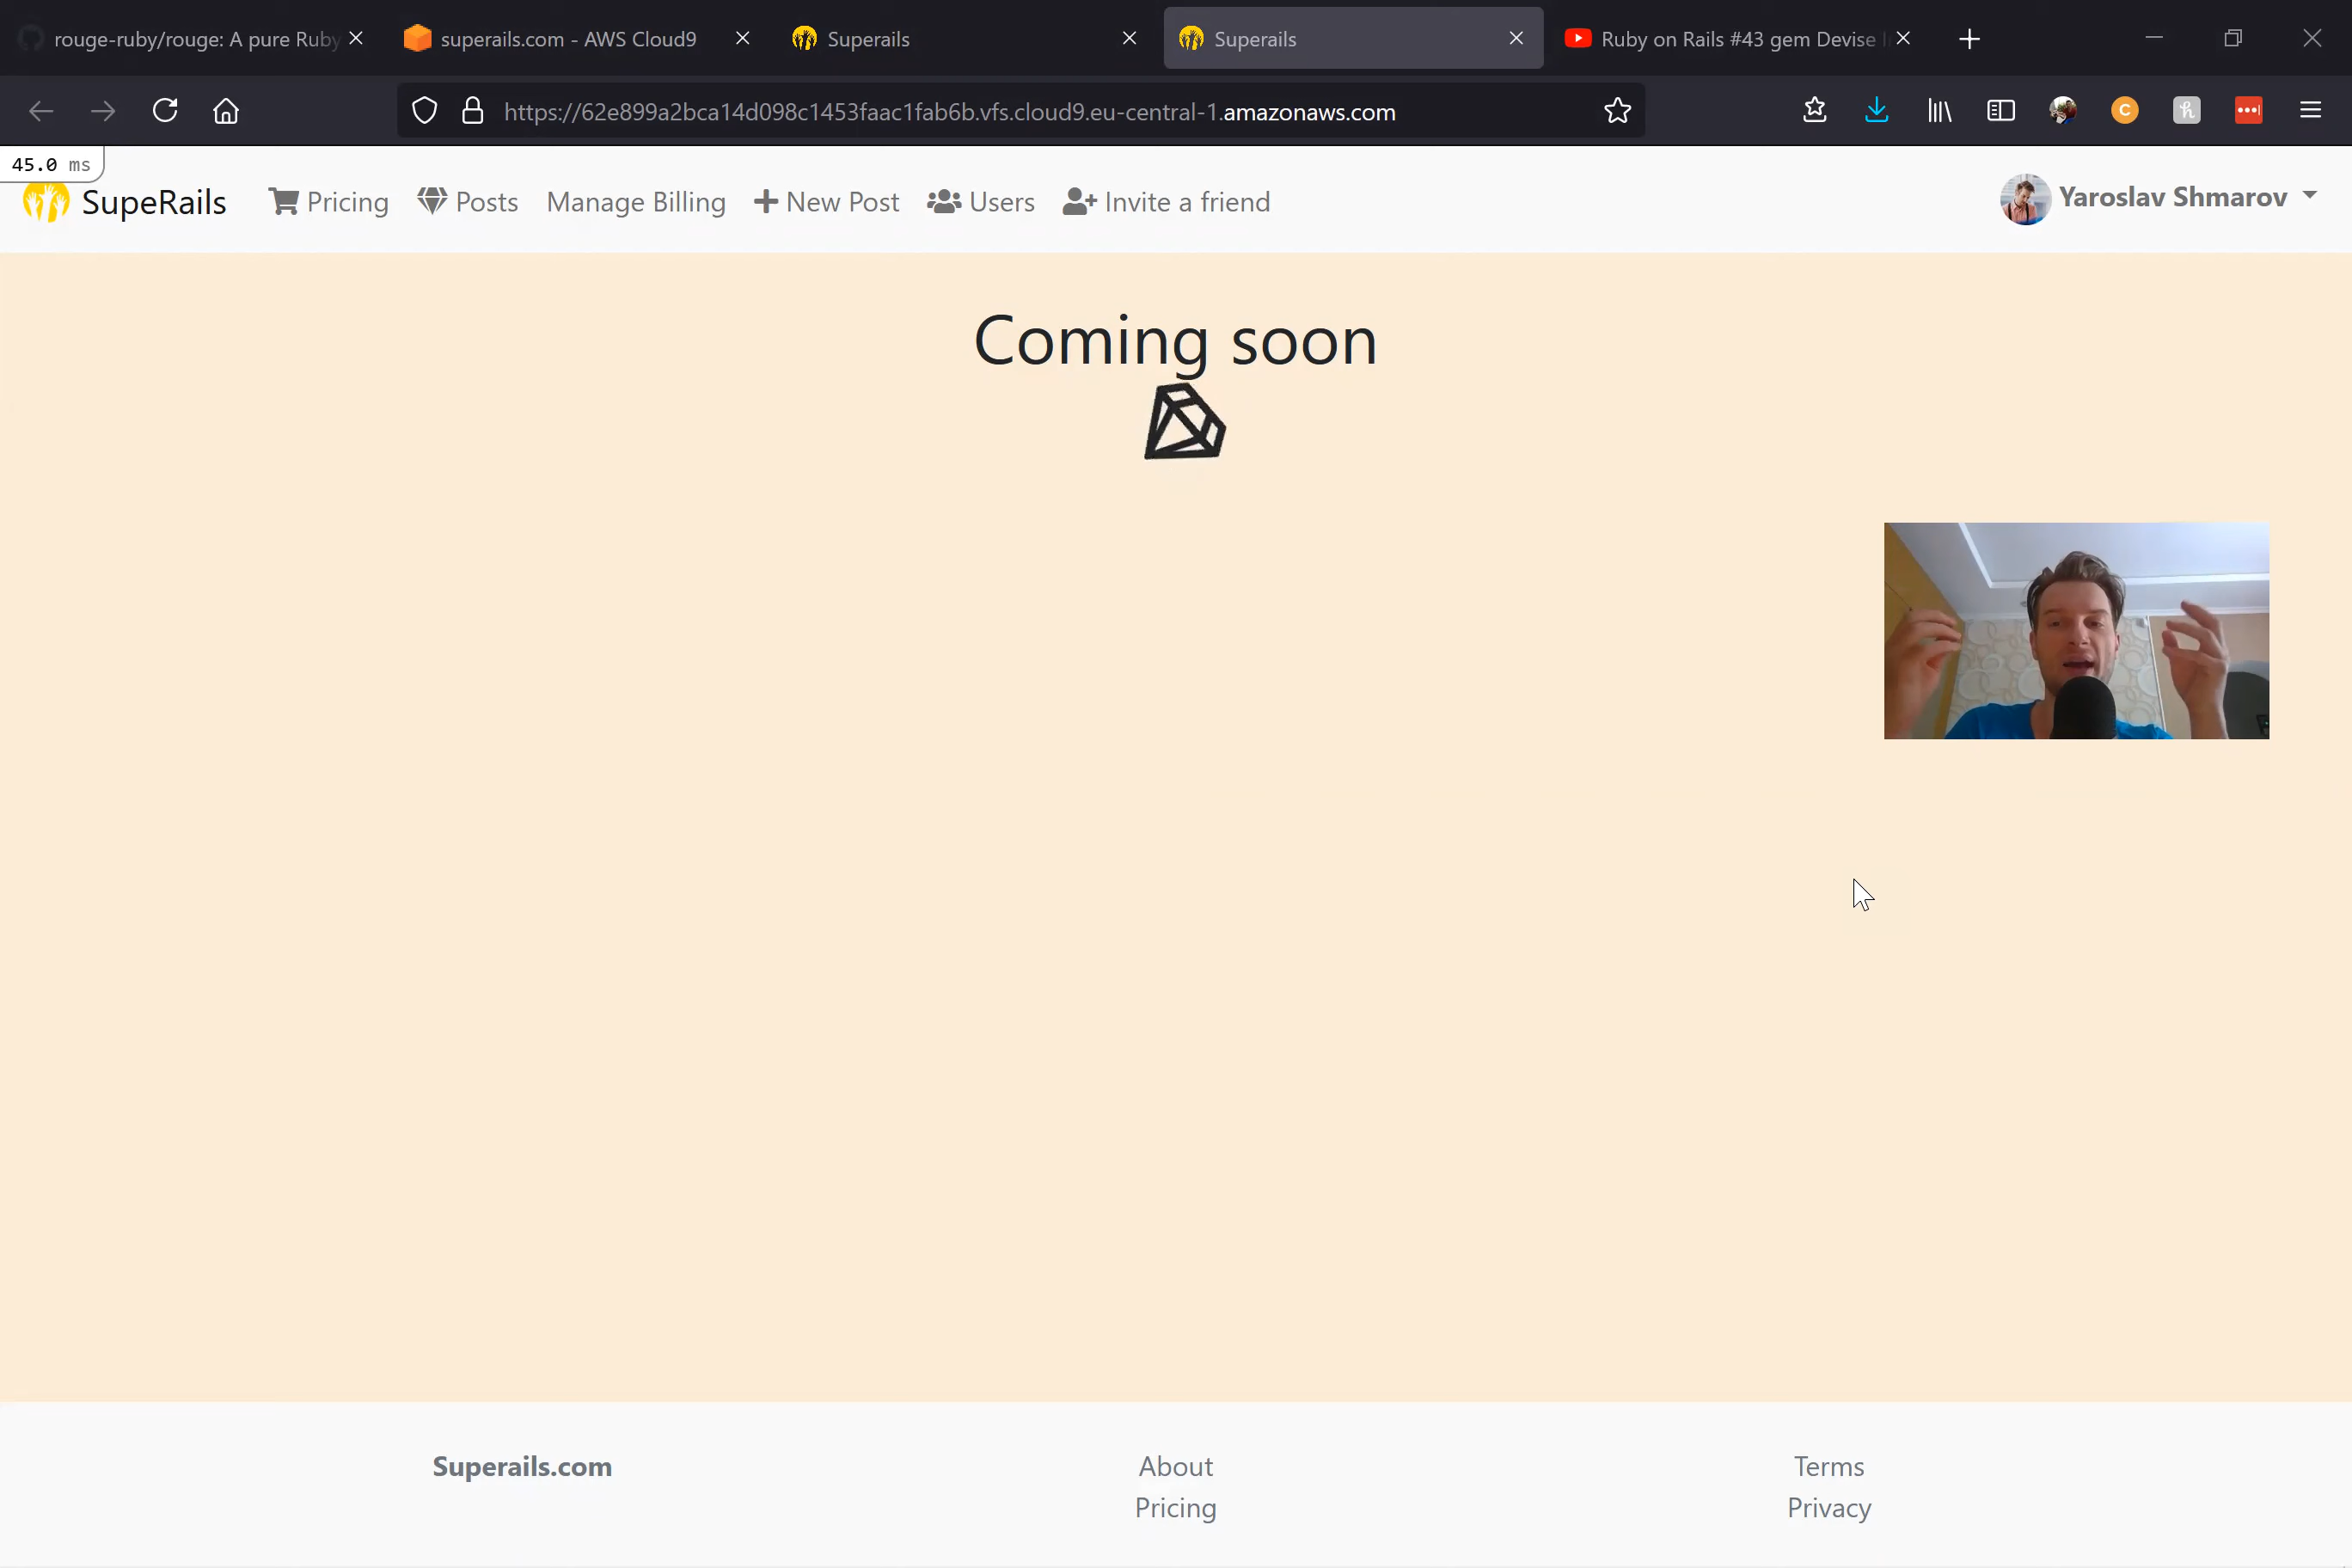 rouge-ruby/rouge: A pure Ruby
superails.com - AWS Cloud9
Superails
Superails
Ruby on Rails #43 gem Devise
https://62e899a2bca14d098c1453faac1fab6b.vfs.cloud9.eu-central-1.amazonaws.com
45.0 ms
SupeRails
Pricing
Posts
Manage Billing
New Post
Users
Invite a friend
Yaroslav Shmarov
Coming soon
Superails.com
About
Terms
Pricing
Privacy